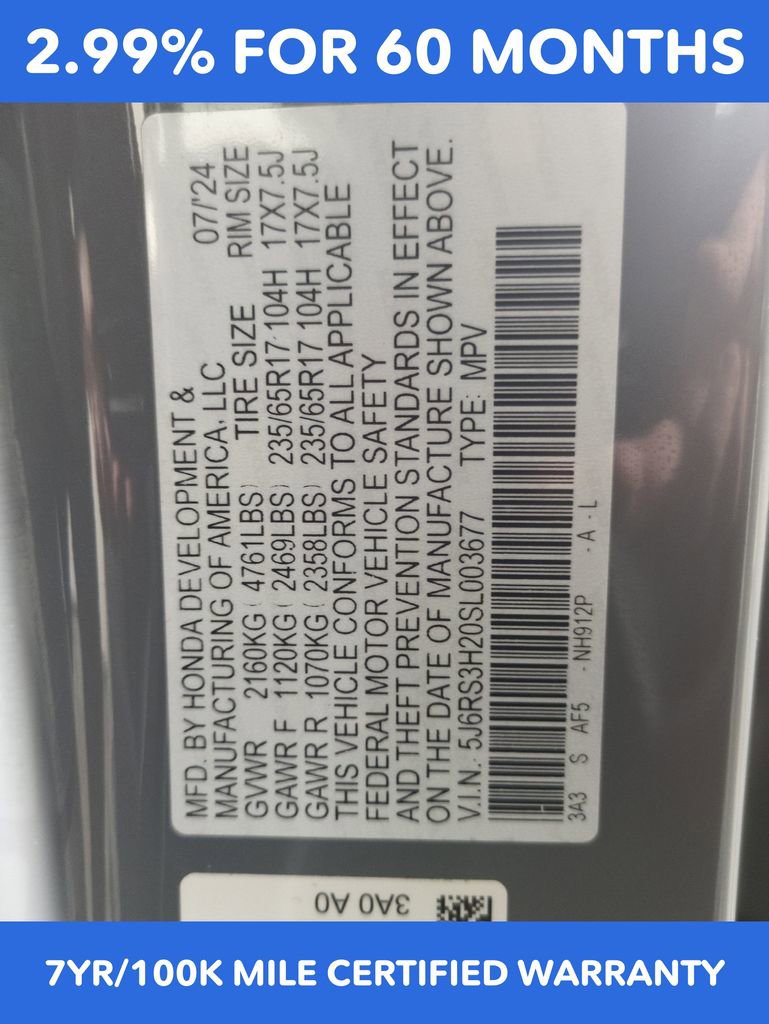 2.99% FOR 60 MONTHS
MFD. BY HONDA DEVELOPMENT &
MANUFACTURING OF AMERICA, LLC 07/'24
GVWR 2160KG ( 4761LBS) TIRE SIZE RIM SIZE
GAWR F 1120KG ( 2469LBS) 235/65R17 104H 17X7.5J
GAWR R 1070KG ( 2358LBS) 235/65R17 104H 17X7.5J
THIS VEHICLE CONFORMS TO ALL APPLICABLE
FEDERAL MOTOR VEHICLE SAFETY
AND THEFT PREVENTION STANDARDS IN EFFECT
ON THE DATE OF MANUFACTURE SHOWN ABOVE.
V.I.N.: 5J6RS3H20SL003677 TYPE: MPV
3A3 S AF5 - NH912P - A - L
3A0 A0
7YR/100K MILE CERTIFIED WARRANTY